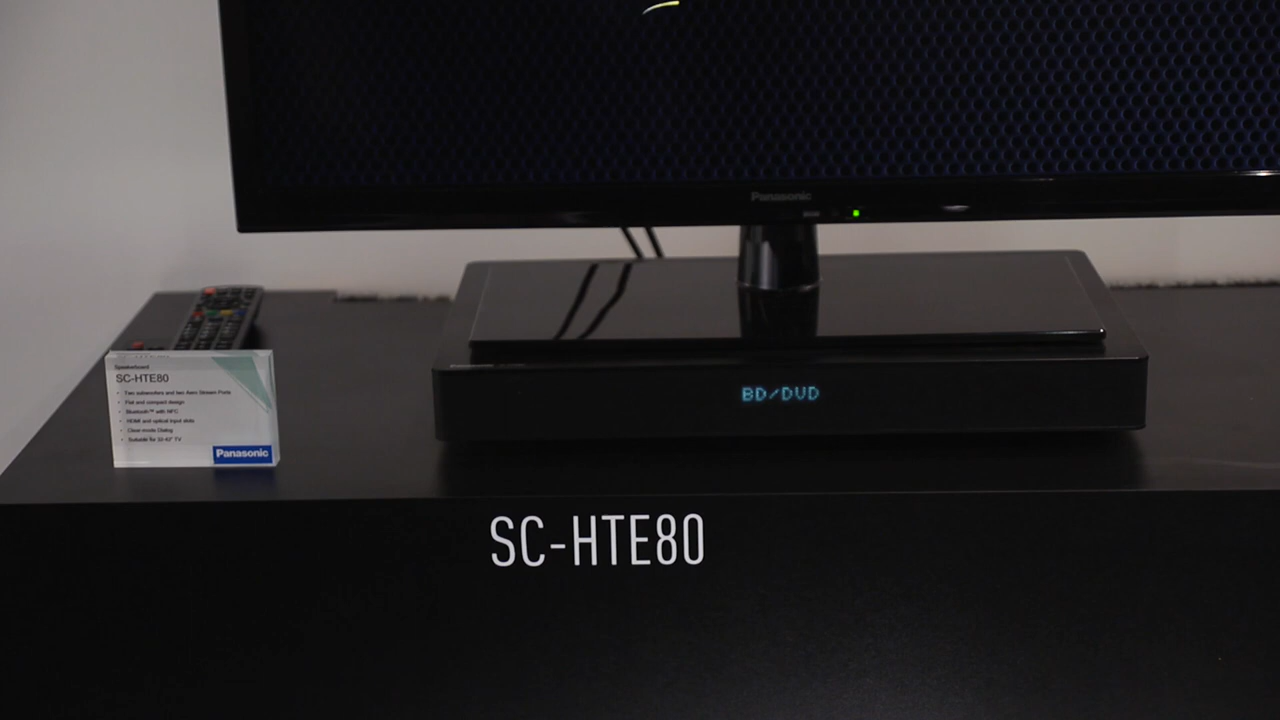 Panasonic
BD/DVD
Speakerboard
SC-HTE80
• Two subwoofers and two Aero Stream Ports
• Flat and compact design
• Bluetooth™ with NFC
• HDMI and optical input slots
• Clear-mode Dialog
• Suitable for 32-42" TV
Panasonic
SC-HTE80